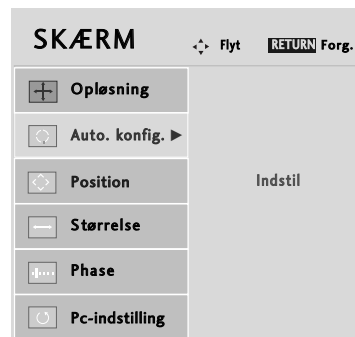 SKÆRM
Flyt RETURN Forg.
Opløsning
Auto. konfig. ►
Position
Indstil
Størrelse
Phase
Pc-indstilling